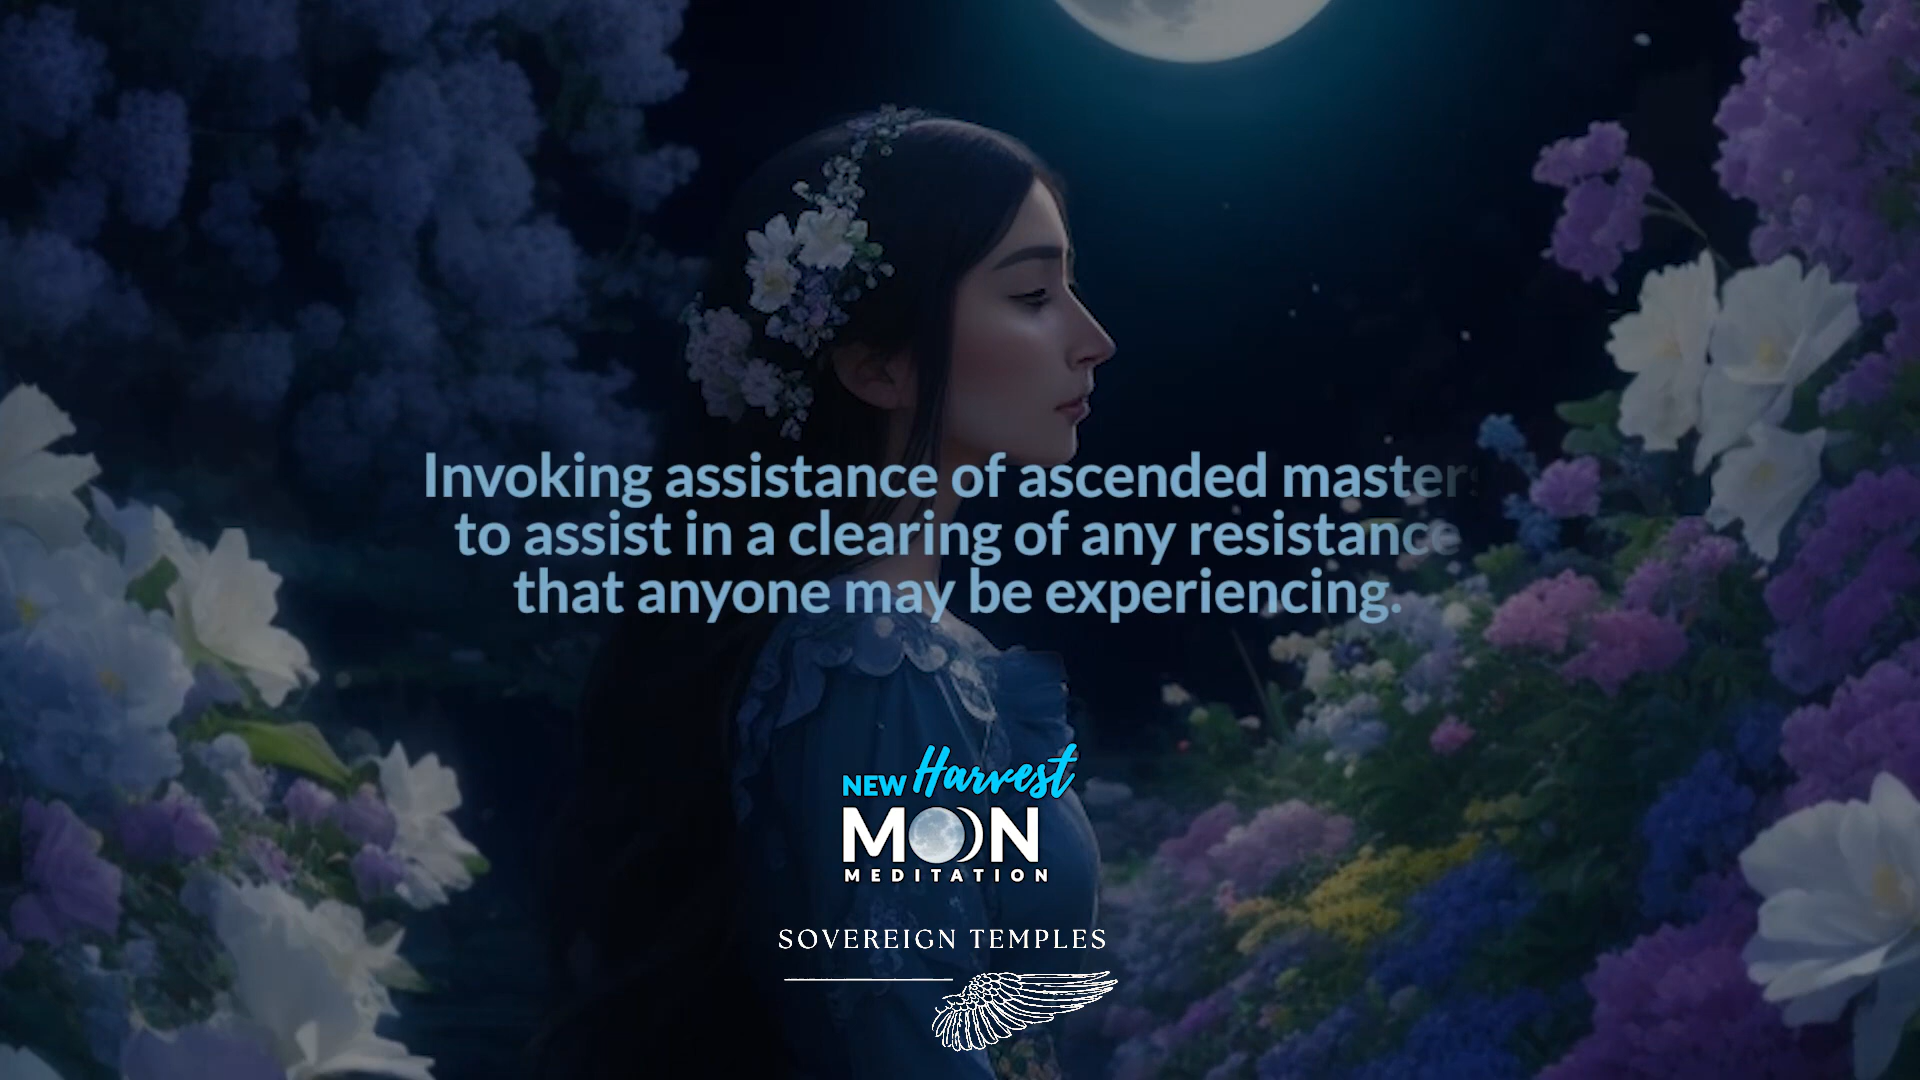 Invoking assistance of ascended masters
to assist in a clearing of any resistance
that anyone may be experiencing.
NEW Harvest
MOON
MEDITATION
SOVEREIGN TEMPLES